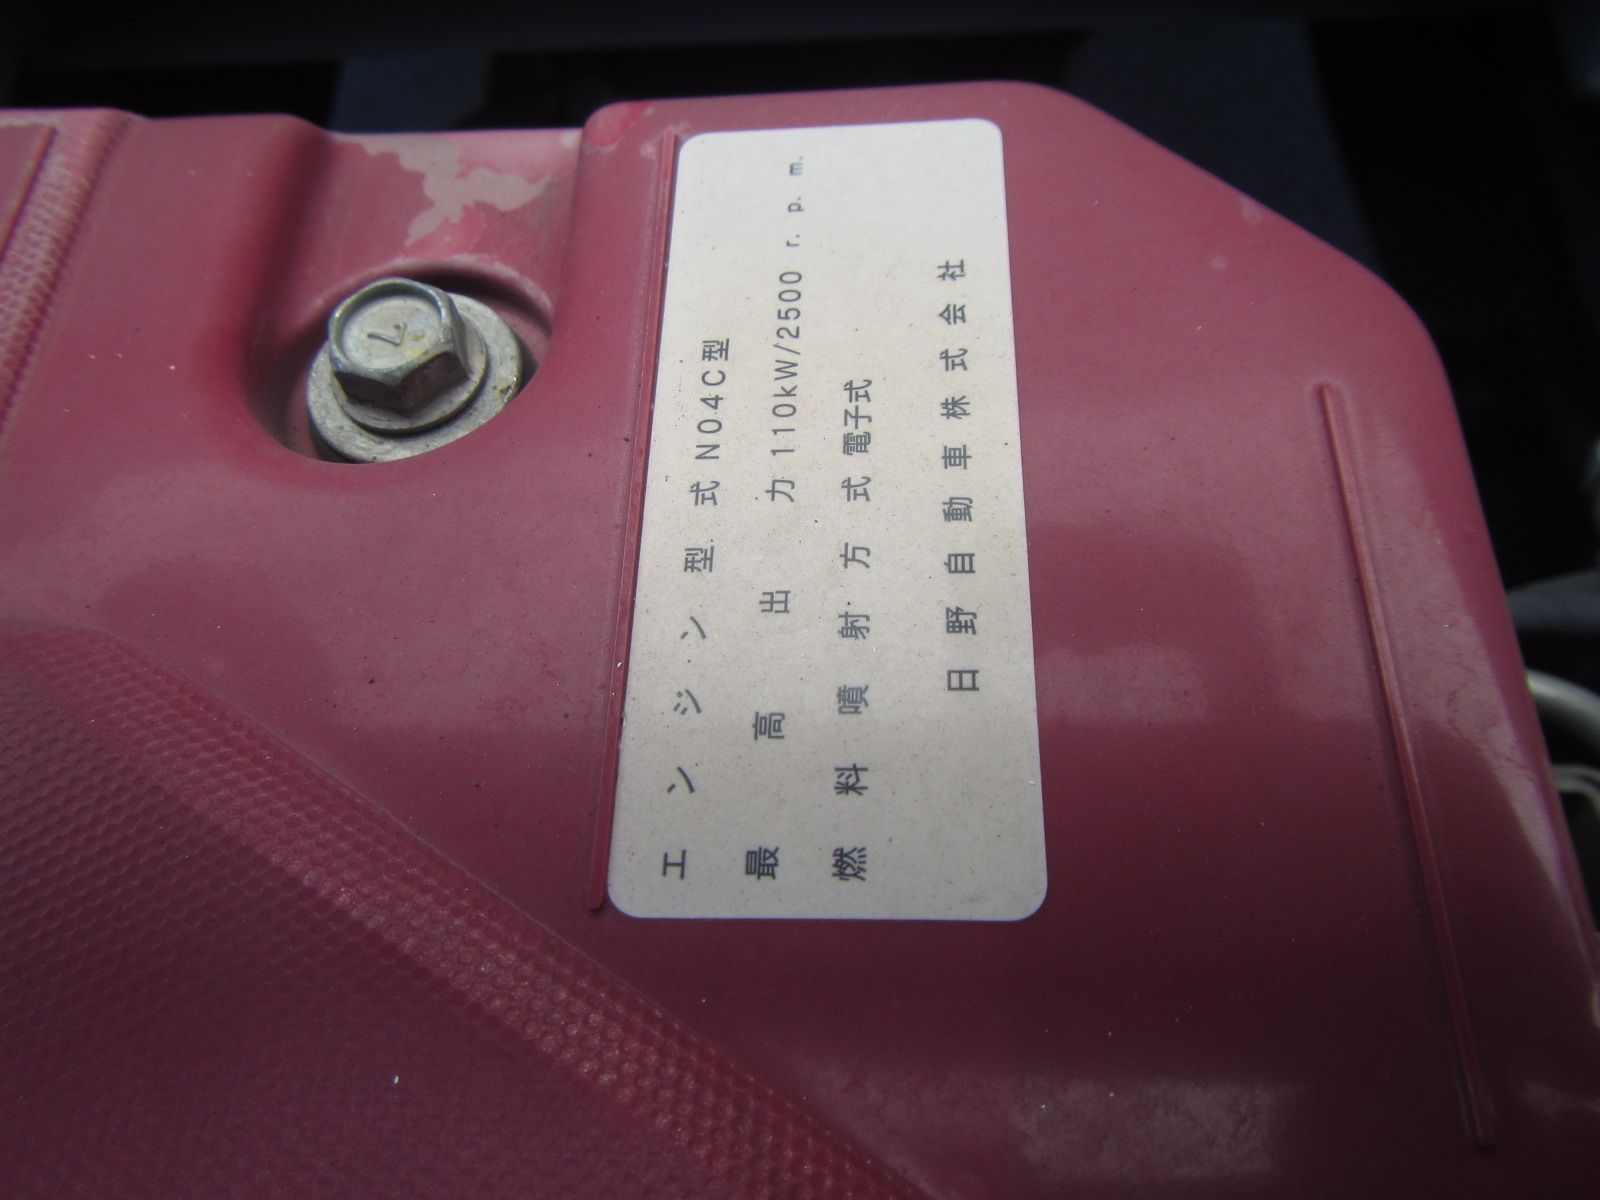 エンジン型式 N04C型
最高出力 110kW/2500 r.p.m.
燃料噴射方式 電子式
日野自動車株式会社
7